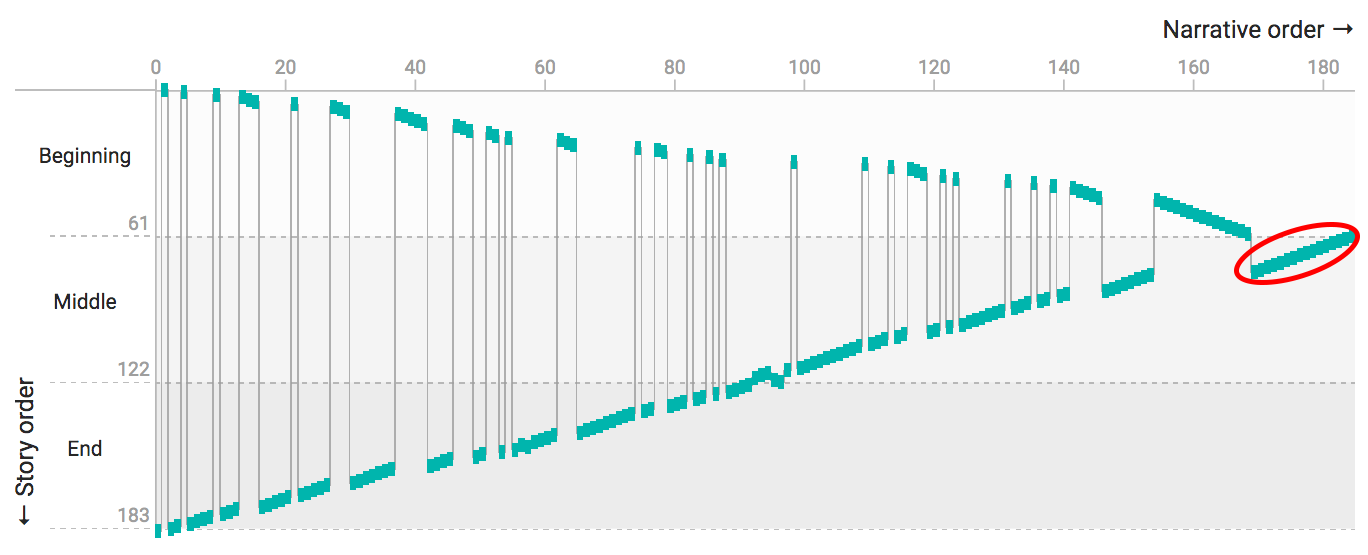 Narrative order →
0 20 40 60 80 100 120 140 160 180
Beginning
61
Middle
122
End
183
← Story order